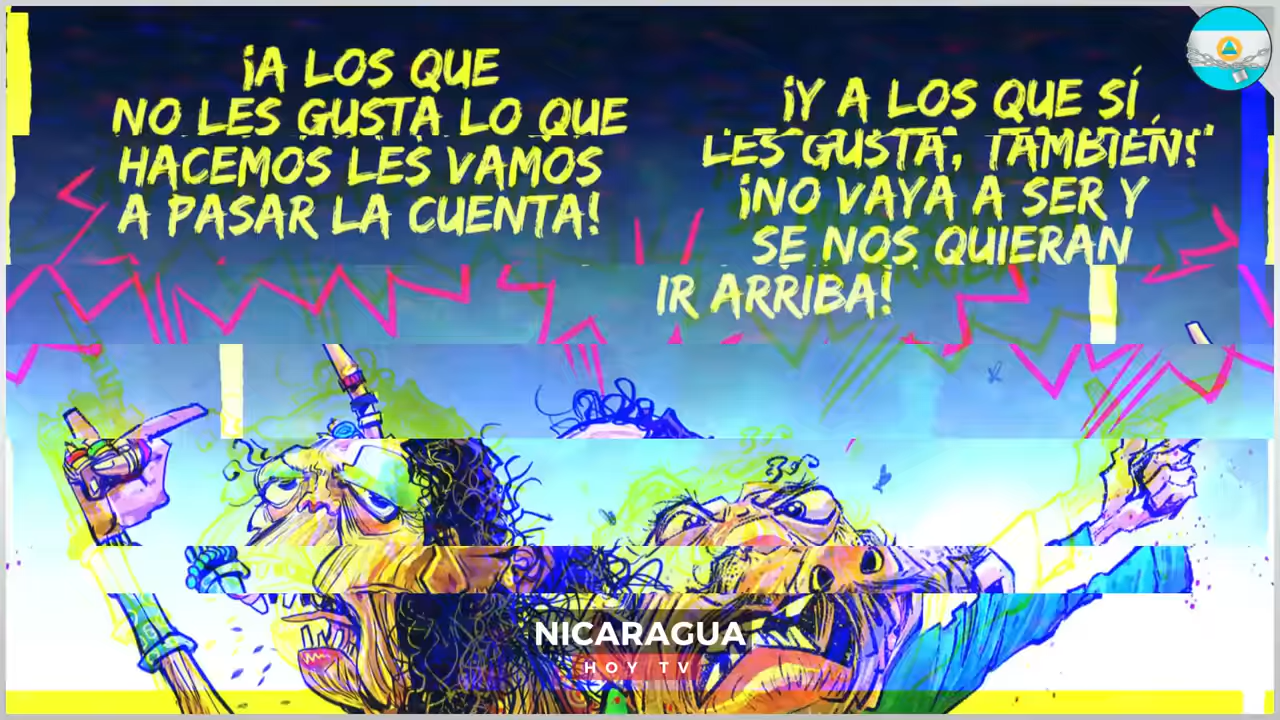 ¡A LOS QUE
NO LES GUSTA LO QUE
HACEMOS LES VAMOS
A PASAR LA CUENTA!
¡Y A LOS QUE SÍ
LES GUSTA, TAMBIÉN!
¡NO VAYA A SER Y
SE NOS QUIERAN
IR ARRIBA!
NICARAGUA
HOY TV